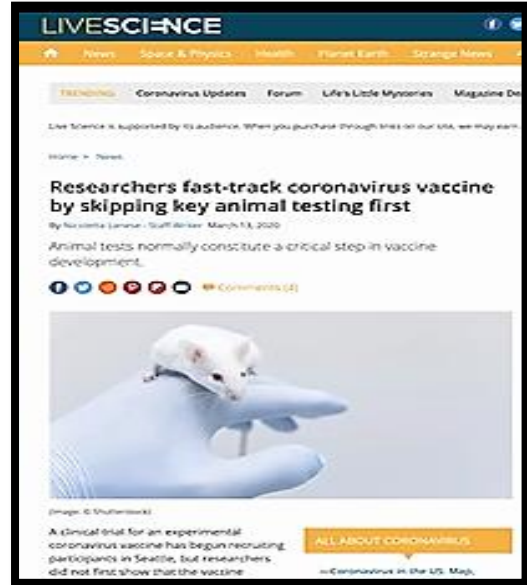 LIVESCIENCE
News Space & Physics Health Planet Earth Strange News
TRENDING Coronavirus Updates Forum Life's Little Mysteries Magazine De
Live Science is supported by its audience. When you purchase through links on our site, we may earn
Home > News
Researchers fast-track coronavirus vaccine
by skipping key animal testing first
By Nicoletta Lanese - Staff Writer March 13, 2020
Animal tests normally constitute a critical step in vaccine
development.
Comments (4)
(Image: © Shutterstock)
A clinical trial for an experimental
coronavirus vaccine has begun recruiting
participants in Seattle, but researchers
did not first show that the vaccine
ALL ABOUT CORONAVIRUS
—Coronavirus in the US: Map,